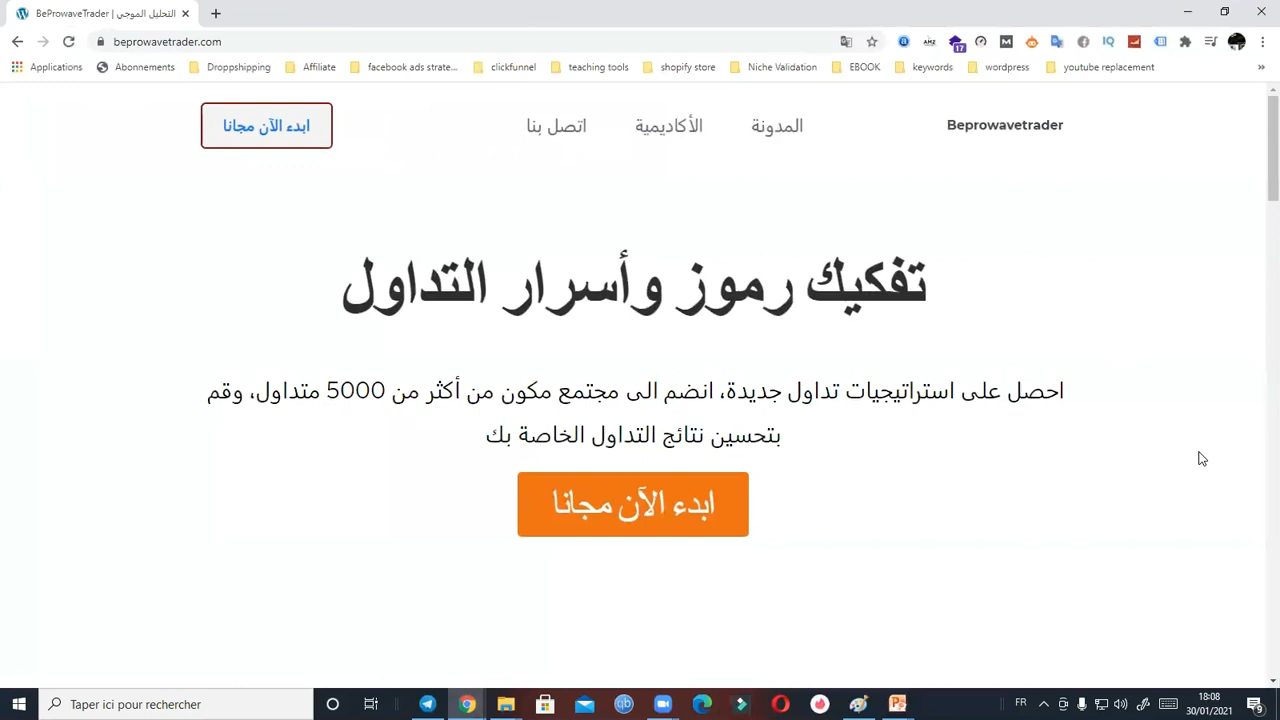 BeProwaveTrader | التحليل الموجي
beprowavetrader.com
Applications
Abonnements
Droppshipping
Affiliate
facebook ads strate...
clickfunnel
teaching tools
shopify store
Niche Validation
EBOOK
keywords
wordpress
youtube replacement
»
Beprowavetrader
المدونة
الأكاديمية
اتصل بنا
ابدء الآن مجانا
تفكيك رموز وأسرار التداول
احصل على استراتيجيات تداول جديدة، انضم الى مجتمع مكون من أكثر من 5000 متداول، وقم
بتحسين نتائج التداول الخاصة بك
ابدء الآن مجانا
Taper ici pour rechercher
FR
18:08
30/01/2021